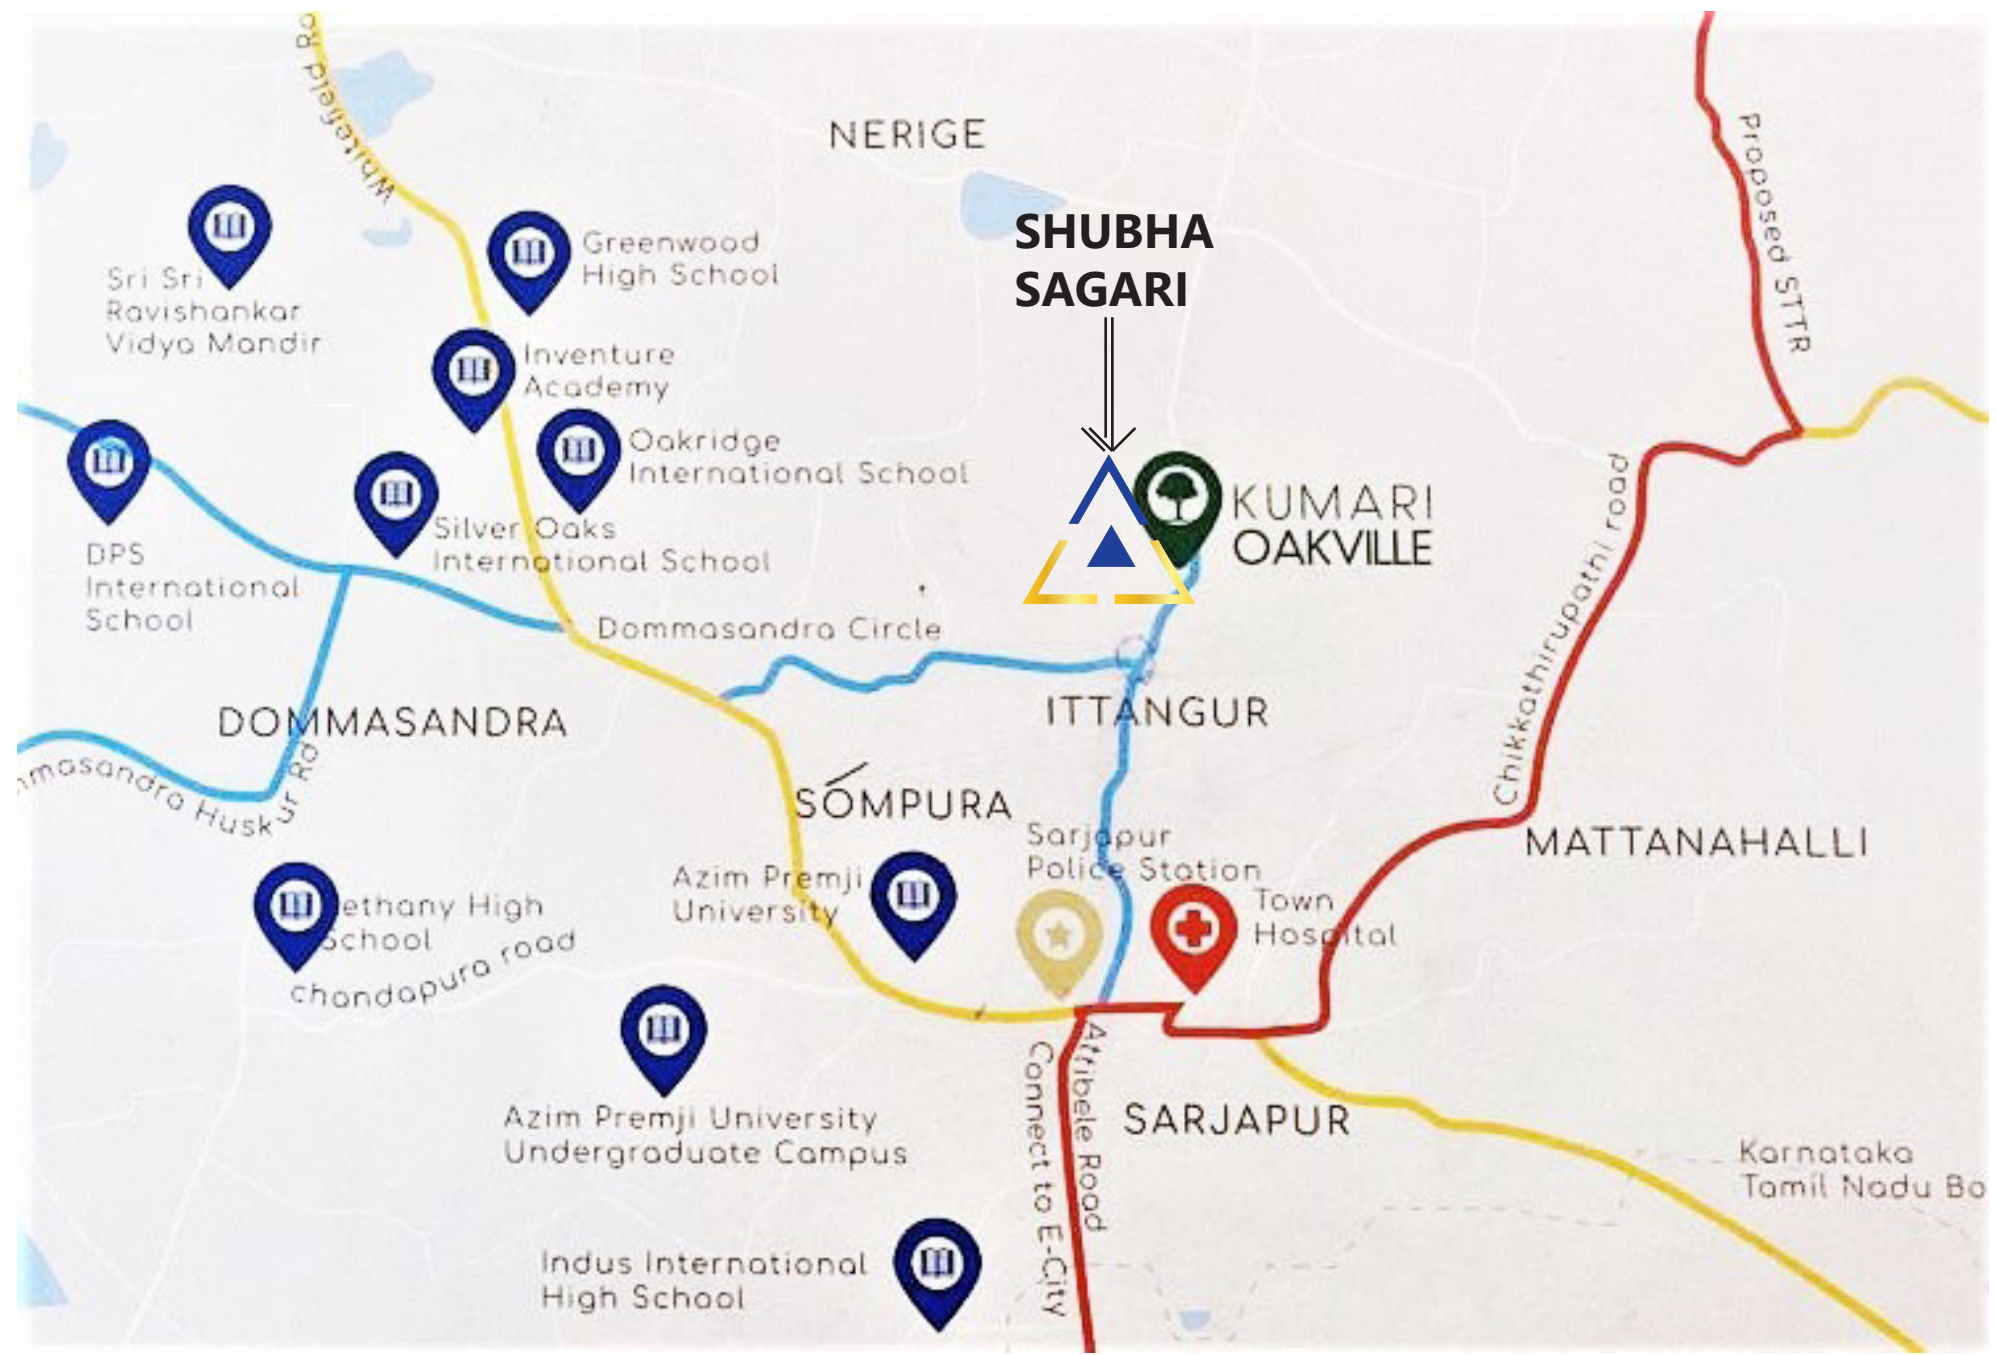 Whitefield Ro
NERIGE
Proposed STTR
SHUBHA
SAGARI
Greenwood
High School
Sri Sri
Ravishankar
Vidya Mandir
Inventure
Academy
Oakridge
International School
KUMARI
OAKVILLE
Silver Oaks
International School
DPS
International
School
Chikkathirupathi road
Dommasandra Circle
DOMMASANDRA
ITTANGUR
mmasandra Huskur Rd
SOMPURA
MATTANAHALLI
Sarjapur
Police Station
Azim Premji
University
Town
Hospital
ethany High
School
chandapura road
Attibele Road
Connect to E-City
SARJAPUR
Azim Premji University
Undergraduate Campus
Karnataka
Tamil Nadu Bo
Indus International
High School